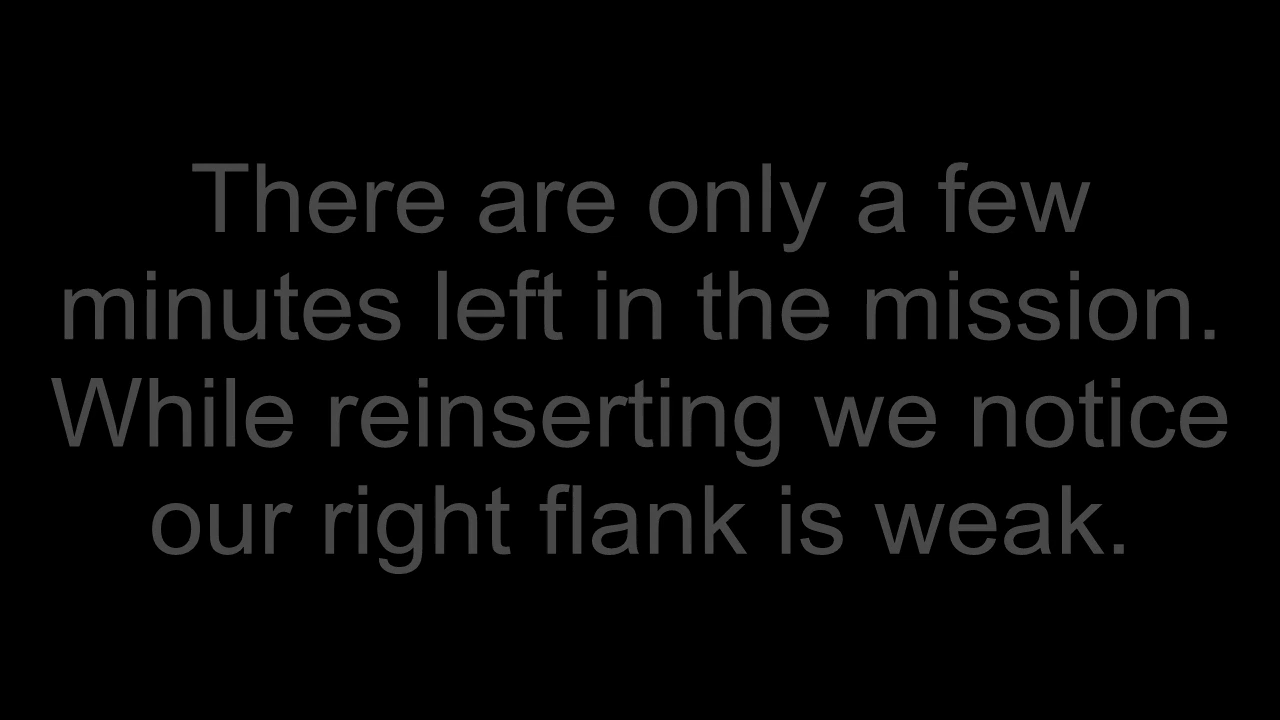 There are only a few
minutes left in the mission.
While reinserting we notice
our right flank is weak.